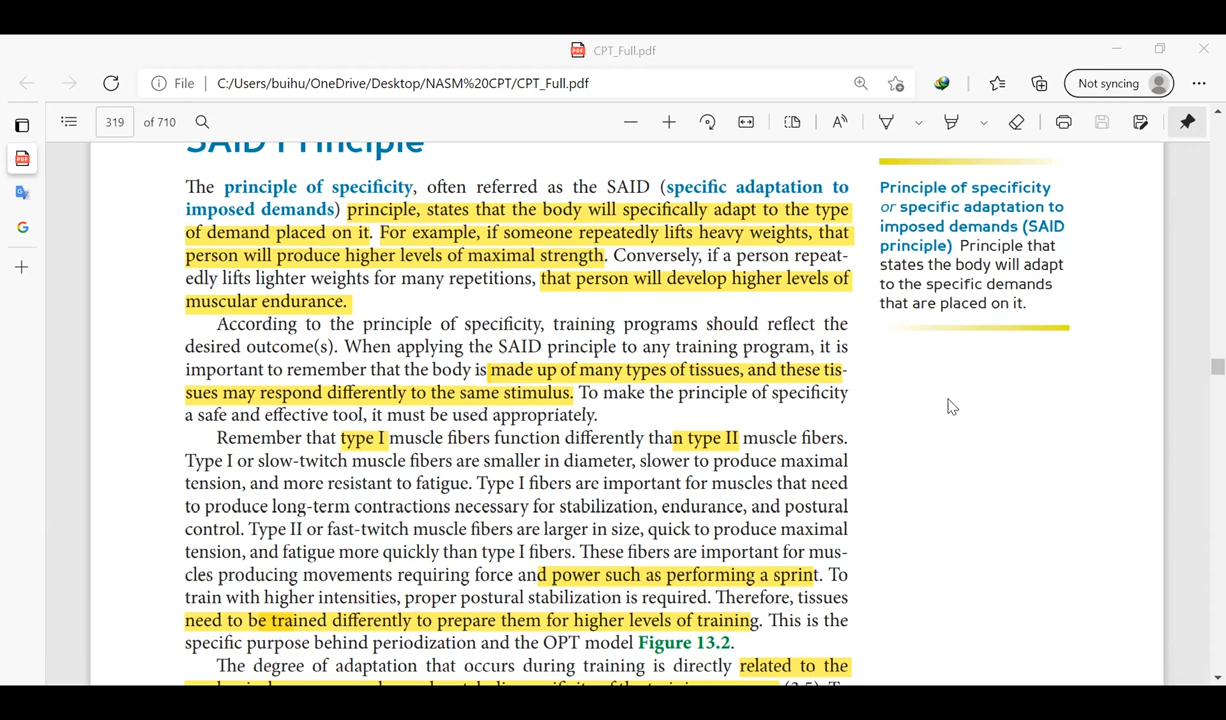 CPT_Full.pdf
File | C:/Users/buihu/OneDrive/Desktop/NASM%20CPT/CPT_Full.pdf
Not syncing
319 of 710
SAID Principle
The principle of specificity, often referred as the SAID (specific adaptation to
imposed demands) principle, states that the body will specifically adapt to the type
of demand placed on it. For example, if someone repeatedly lifts heavy weights, that
person will produce higher levels of maximal strength. Conversely, if a person repeat-
edly lifts lighter weights for many repetitions, that person will develop higher levels of
muscular endurance.
According to the principle of specificity, training programs should reflect the
desired outcome(s). When applying the SAID principle to any training program, it is
important to remember that the body is made up of many types of tissues, and these tis-
sues may respond differently to the same stimulus. To make the principle of specificity
a safe and effective tool, it must be used appropriately.
Remember that type I muscle fibers function differently than type II muscle fibers.
Type I or slow-twitch muscle fibers are smaller in diameter, slower to produce maximal
tension, and more resistant to fatigue. Type I fibers are important for muscles that need
to produce long-term contractions necessary for stabilization, endurance, and postural
control. Type II or fast-twitch muscle fibers are larger in size, quick to produce maximal
tension, and fatigue more quickly than type I fibers. These fibers are important for mus-
cles producing movements requiring force and power such as performing a sprint. To
train with higher intensities, proper postural stabilization is required. Therefore, tissues
need to be trained differently to prepare them for higher levels of training. This is the
specific purpose behind periodization and the OPT model Figure 13.2.
The degree of adaptation that occurs during training is directly related to the
Principle of specificity
or specific adaptation to
imposed demands (SAID
principle) Principle that
states the body will adapt
to the specific demands
that are placed on it.